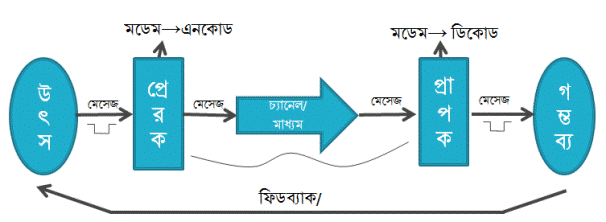 মডেম→এনকোড
মডেম→ ডিকোড
উৎস
মেসেজ
প্রেরক
মেসেজ
চ্যানেল/
মাধ্যম
মেসেজ
প্রাপক
মেসেজ
গন্তব্য
ফিডব্যাক/